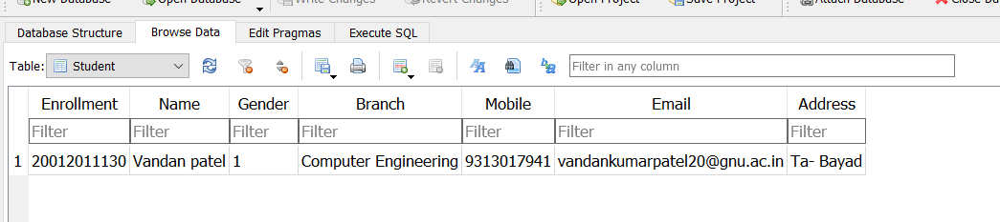 New Database Open Database Write Changes Revert Changes Open Project Save Project Attach Database Close Da
Database Structure Browse Data Edit Pragmas Execute SQL
Table: Student Filter in any column
Enrollment Name Gender Branch Mobile Email Address
Filter Filter Filter Filter Filter Filter Filter
1 20012011130 Vandan patel 1 Computer Engineering 9313017941 vandankumarpatel20@gnu.ac.in Ta- Bayad